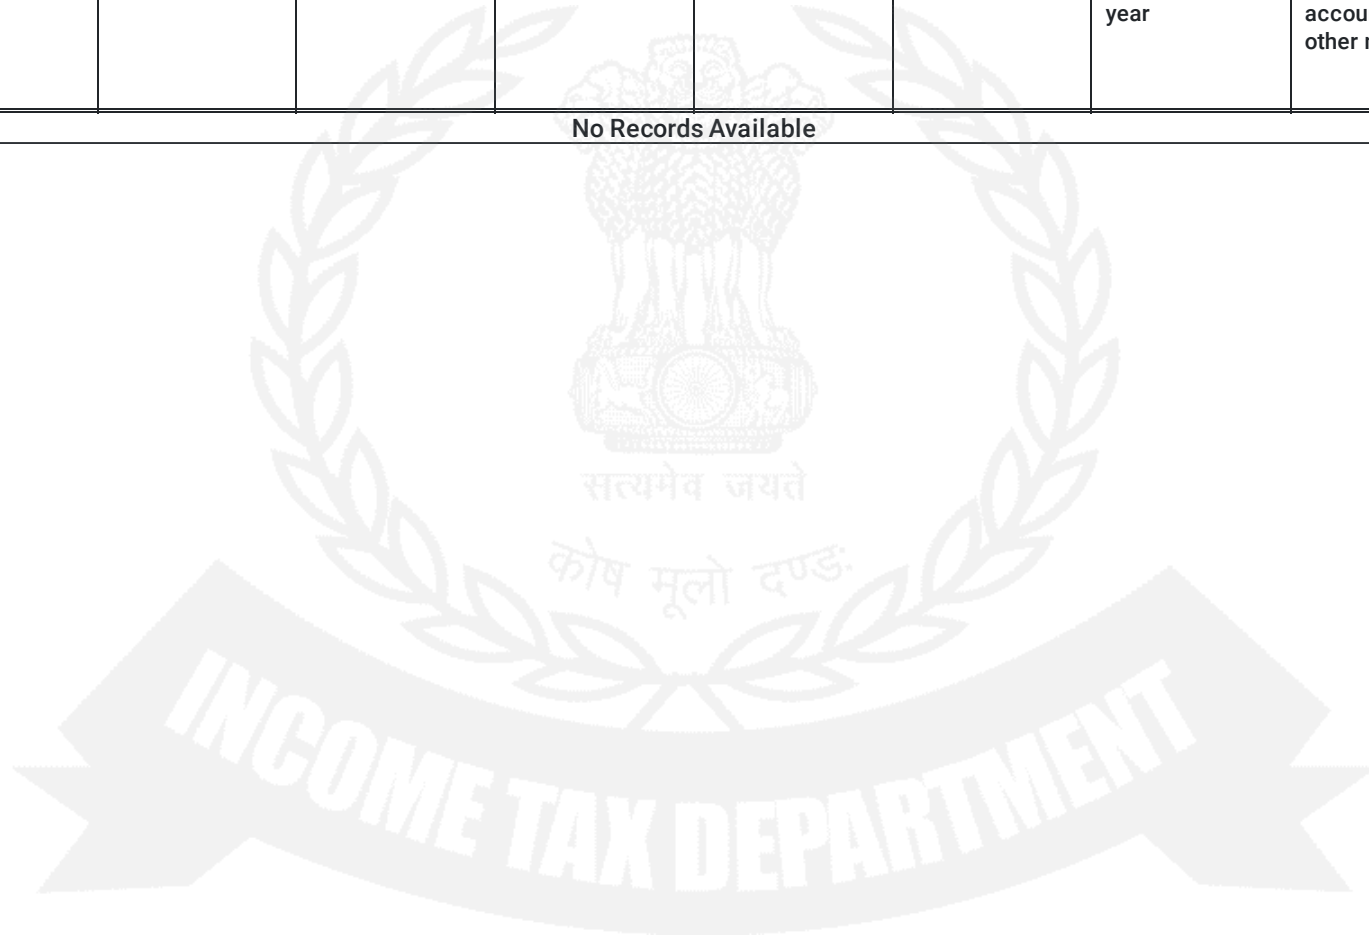 year
accou
other
No Records Available
सत्यमेव जयते
कोष मूलो दण्डः
INCOME TAX DEPARTMENT